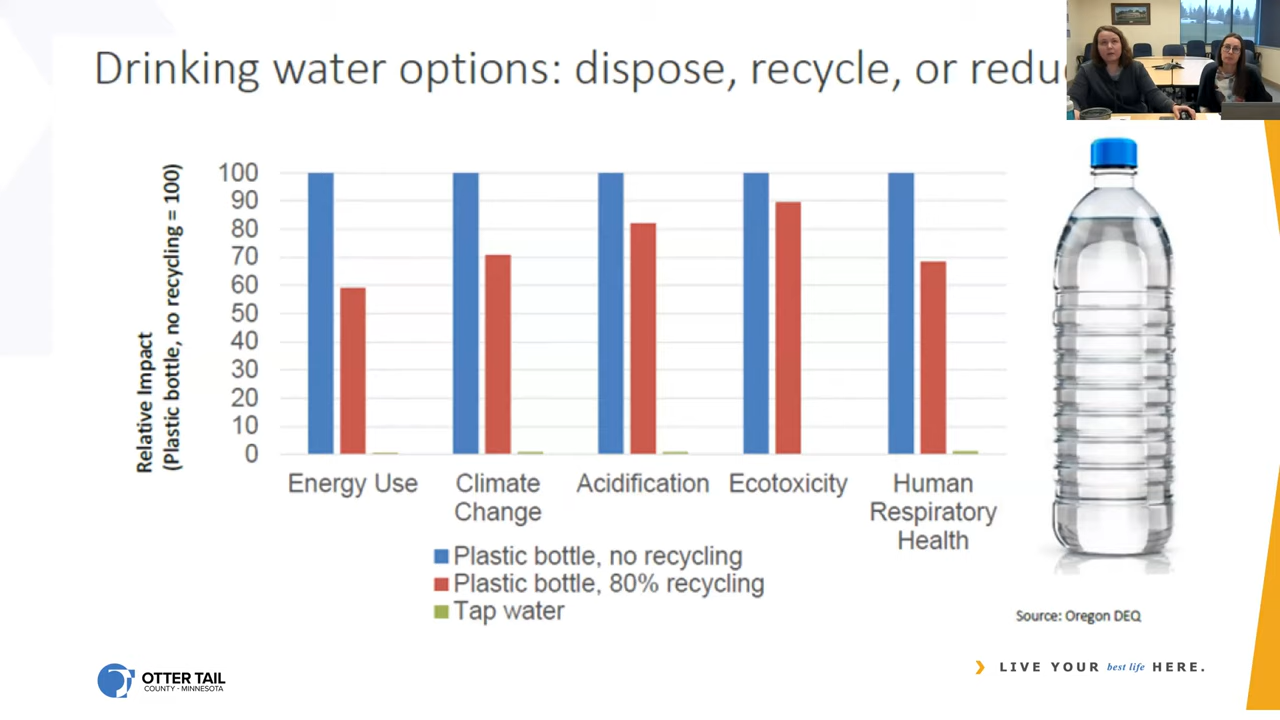 Drinking water options: dispose, recycle, or
Relative Impact
(Plastic bottle, no recycling = 100)
100
90
80
70
60
50
40
30
20
10
0
Energy Use
Climate
Change
Acidification
Ecotoxicity
Human
Respiratory
Health
Plastic bottle, no recycling
Plastic bottle, 80% recycling
Tap water
Source: Oregon DEQ
OTTER TAIL
COUNTY - MINNESOTA
LIVE YOUR best life HERE.